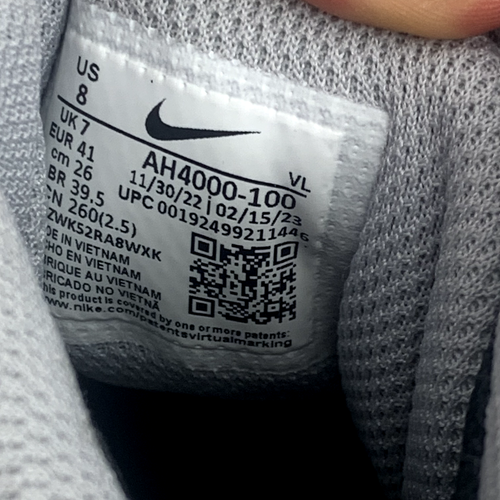 US
8
UK 7
EUR 41
cm 26
BR 39.5
CN 260(2.5)
ZWK52RA8WXK
VL
AH4000-100
11/30/22 | 02/15/23
UPC 00192499211446
DE IN VIETNAM
CHO EN VIETNAM
RIQUE AU VIETNAM
RICADO NO VIETNÃ
this product is covered by one or more patents:
www.nike.com/patentsvirtualmarking